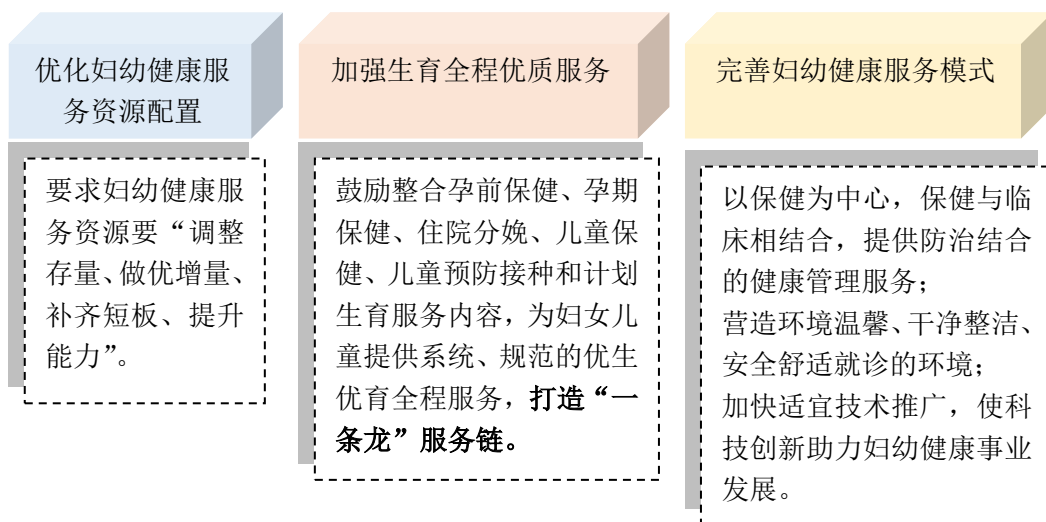 优化妇幼健康服
务资源配置
要求妇幼健康服
务资源要“调整
存量、做优增量、
补齐短板、提升
能力”。
加强生育全程优质服务
鼓励整合孕前保健、孕期
保健、住院分娩、儿童保
健、儿童预防接种和计划
生育服务内容，为妇女儿
童提供系统、规范的优生
优育全程服务，打造“一
条龙”服务链。
完善妇幼健康服务模式
以保健为中心，保健与临
床相结合，提供防治结合
的健康管理服务；
营造环境温馨、干净整洁、
安全舒适就诊的环境；
加快适宜技术推广，使科
技创新助力妇幼健康事业
发展。